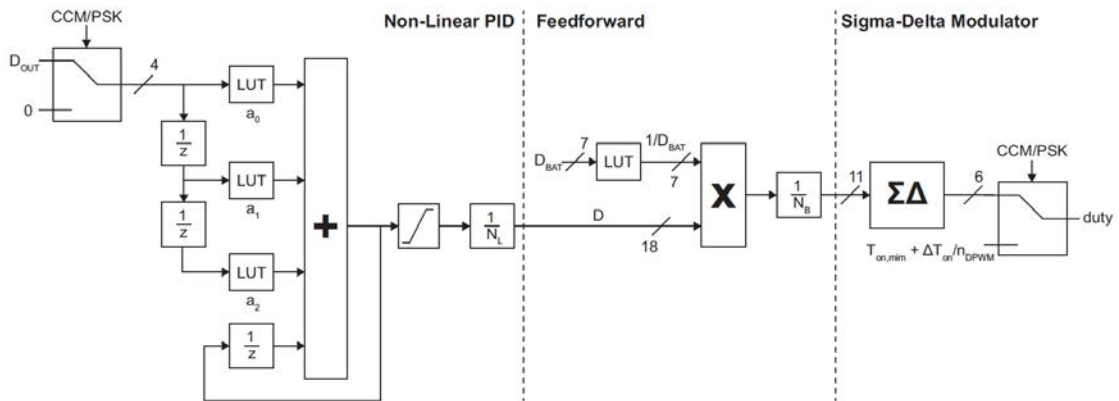 Non-Linear PID
Feedforward
Sigma-Delta Modulator
CCM/PSK
D_OUT
0
4
LUT
a_0
1/z
LUT
a_1
1/z
LUT
a_2
1/z
+
1/N_L
D_BAT
7
LUT
1/D_BAT
7
D
18
X
1/N_B
11
ΣΔ
6
CCM/PSK
duty
T_on,mim + ΔT_on/n_DPWM